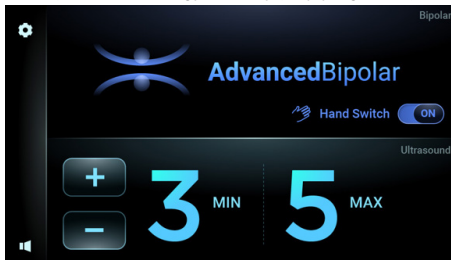 Bipolar
AdvancedBipolar
Hand Switch ON
Ultrasound
+
3 MIN 5 MAX
−